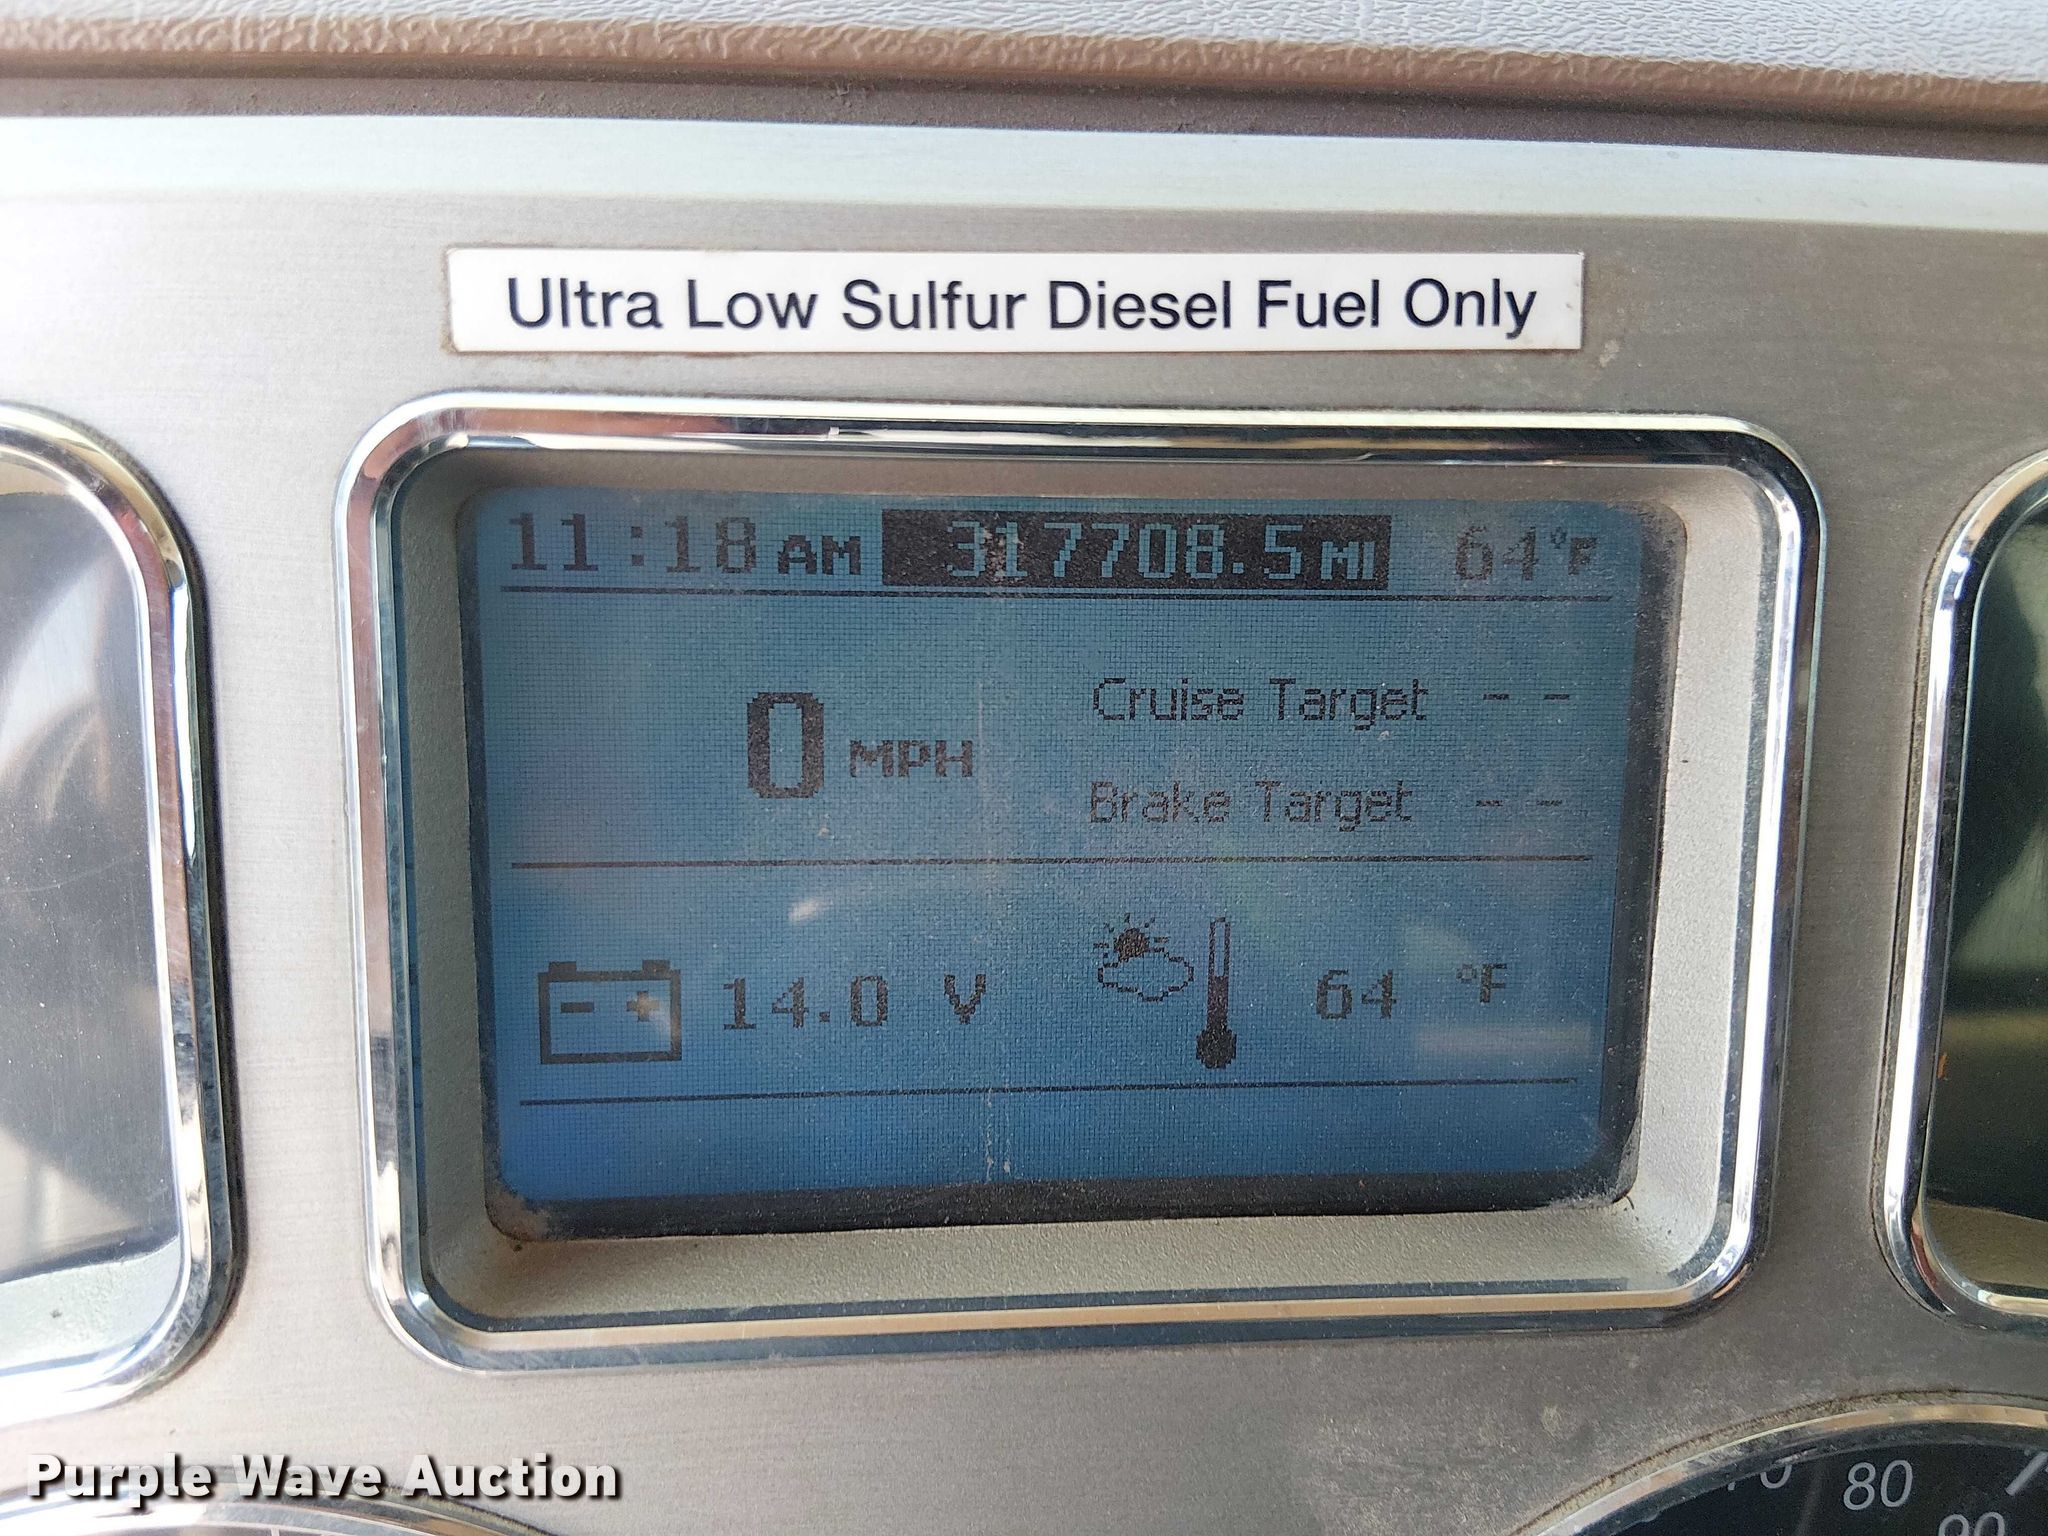 Ultra Low Sulfur Diesel Fuel Only
11:18 AM 317708.5 MI 64°F
0 MPH
Cruise Target - -
Brake Target - -
14.0 V
64 °F
Purple Wave Auction
80